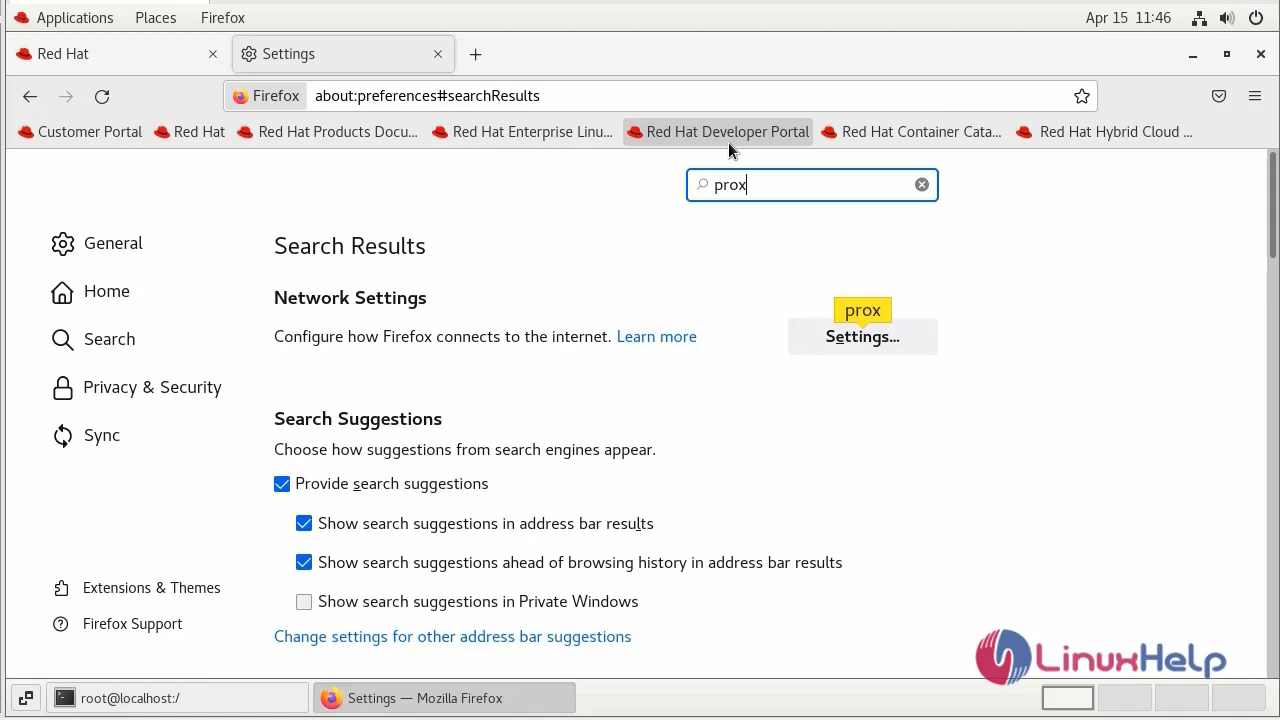 Applications Places Firefox Apr 15 11:46
Red Hat Settings
Firefox about:preferences#searchResults
Customer Portal Red Hat Red Hat Products Docu... Red Hat Enterprise Linu... Red Hat Developer Portal Red Hat Container Cata... Red Hat Hybrid Cloud ...
prox
General
Home
Search
Privacy & Security
Sync
Extensions & Themes
Firefox Support
Search Results
Network Settings
prox
Configure how Firefox connects to the internet. Learn more Settings...
Search Suggestions
Choose how suggestions from search engines appear.
Provide search suggestions
Show search suggestions in address bar results
Show search suggestions ahead of browsing history in address bar results
Show search suggestions in Private Windows
Change settings for other address bar suggestions
LinuxHelp
root@localhost:/ Settings — Mozilla Firefox